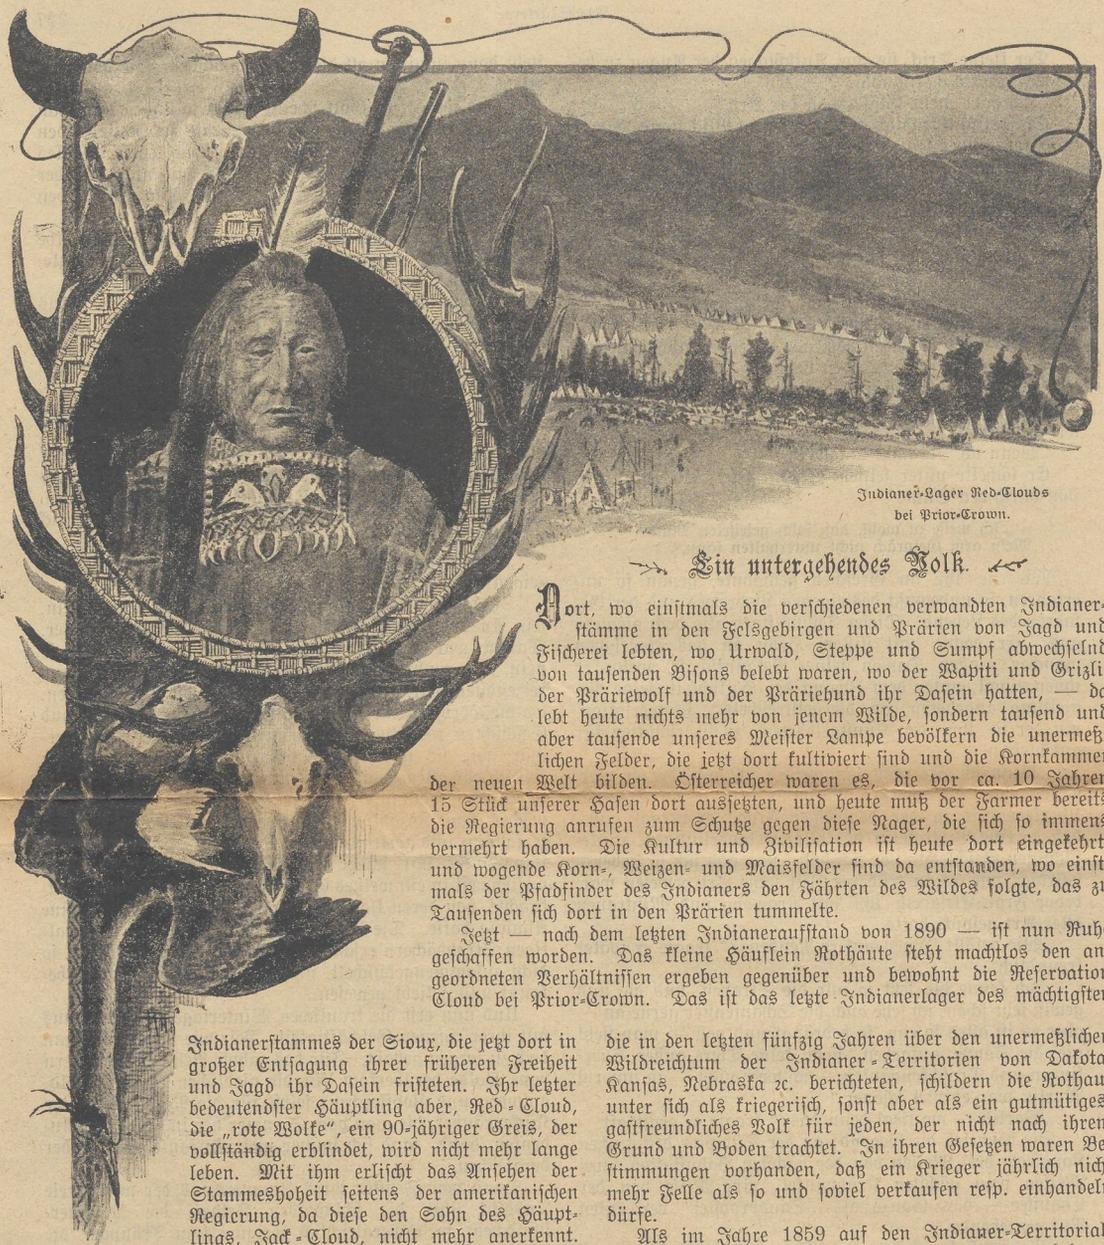 Indianer-Lager Red-Clouds
bei Prior-Crown.
Ein untergehendes Volk.
Dort, wo einstmals die verschiedenen verwandten Indianer-
stämme in den Felsgebirgen und Prärien von Jagd und
Fischerei lebten, wo Urwald, Steppe und Sumpf abwechselnd
von tausenden Bisons belebt waren, wo der Wapiti und Grizli,
der Präriewolf und der Präriehund ihr Dasein hatten, — da
lebt heute nichts mehr von jenem Wilde, sondern tausend und
aber tausende unseres Meister Lampe bevölkern die unermeß-
lichen Felder, die jetzt dort kultiviert sind und die Kornkammer
der neuen Welt bilden. Österreicher waren es, die vor ca. 10 Jahren
15 Stück unserer Hasen dort aussetzten, und heute muß der Farmer bereits
die Regierung anrufen zum Schutze gegen diese Nager, die sich so immens
vermehrt haben. Die Kultur und Zivilisation ist heute dort eingekehrt
und wogende Korn-, Weizen- und Maisfelder sind da entstanden, wo einst-
mals der Pfadfinder des Indianers den Fährten des Wildes folgte, das zu
Tausenden sich dort in den Prärien tummelte.
Jetzt — nach dem letzten Indianeraufstand von 1890 — ist nun Ruhe
geschaffen worden. Das kleine Häuflein Rothäute steht machtlos den an-
geordneten Verhältnissen ergeben gegenüber und bewohnt die Reservation
Cloud bei Prior-Crown. Das ist das letzte Indianerlager des mächtigsten
Indianerstammes der Sioux, die jetzt dort in
großer Entsagung ihrer früheren Freiheit
und Jagd ihr Dasein fristeten. Ihr letzter
bedeutendster Häuptling aber, Red-Cloud,
die „rote Wolke“, ein 90-jähriger Greis, der
vollständig erblindet, wird nicht mehr lange
leben. Mit ihm erlischt das Ansehen der
Stammeshoheit seitens der amerikanischen
Regierung, da diese den Sohn des Häupt-
lings, Jack-Cloud, nicht mehr anerkennt.
die in den letzten fünfzig Jahren über den unermeßlichen
Wildreichtum der Indianer-Territorien von Dakota,
Kansas, Nebraska ꝛc. berichteten, schildern die Rothaut
unter sich als kriegerisch, sonst aber als ein gutmütiges
gastfreundliches Volk für jeden, der nicht nach ihrem
Grund und Boden trachtet. In ihren Gesetzen waren Be-
stimmungen vorhanden, daß ein Krieger jährlich nicht
mehr Felle als so und soviel verkaufen resp. einhandeln
dürfe.
Als im Jahre 1859 auf den Indianer-Territorial-